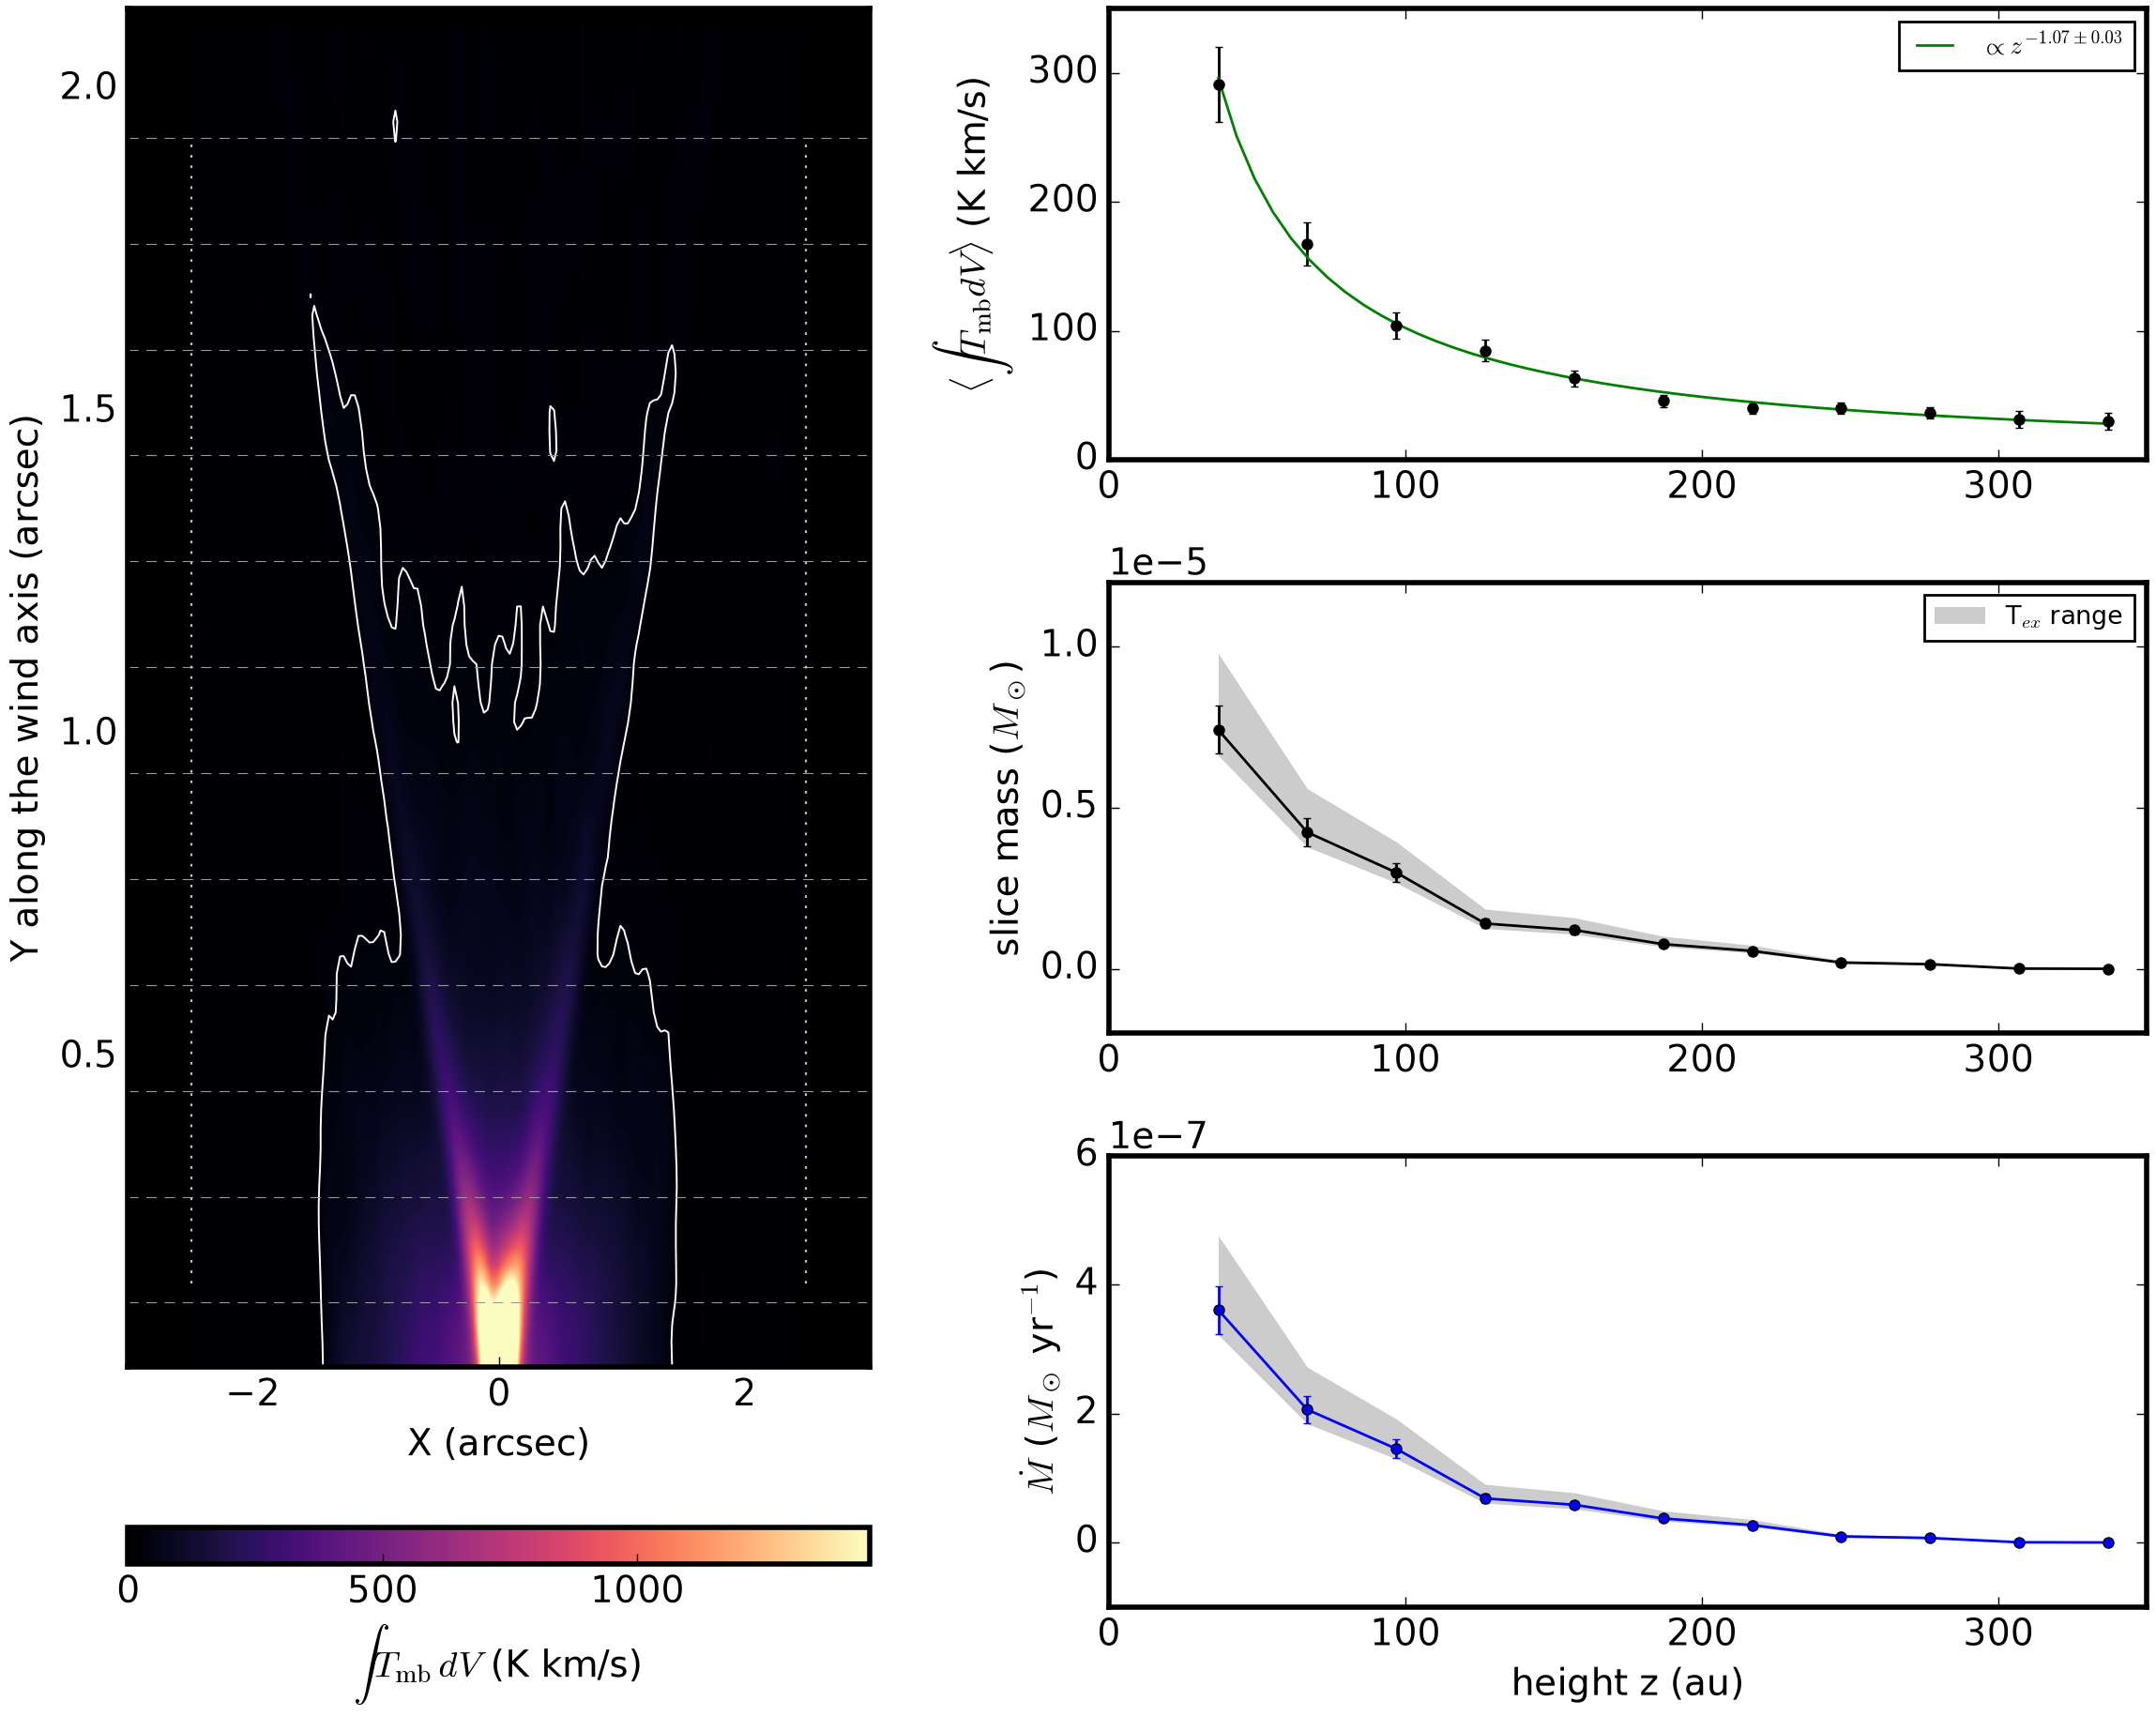 2.0
1.5
1.0
0.5
Y along the wind axis (arcsec)
−2 0 2
X (arcsec)
0 500 1000
∫T_mb dV (K km/s)
∝ z^−1.07±0.03
300
200
100
0
⟨∫T_mb dV⟩ (K km/s)
0 100 200 300
1e−5
T_ex range
1.0
0.5
0.0
slice mass (M_⊙)
0 100 200 300
1e−7
6
4
2
0
Ṁ (M_⊙ yr^−1)
0 100 200 300
height z (au)